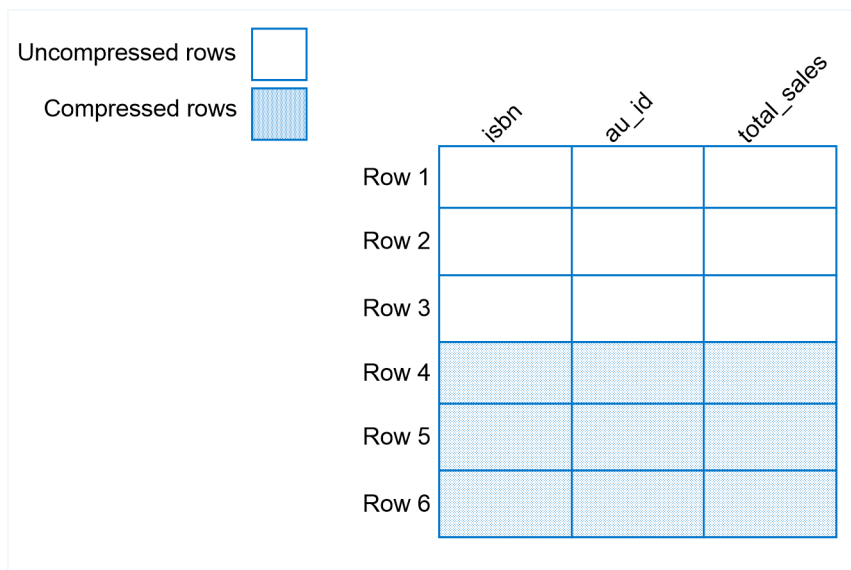 Uncompressed rows
Compressed rows
isbn
au_id
total_sales
Row 1
Row 2
Row 3
Row 4
Row 5
Row 6